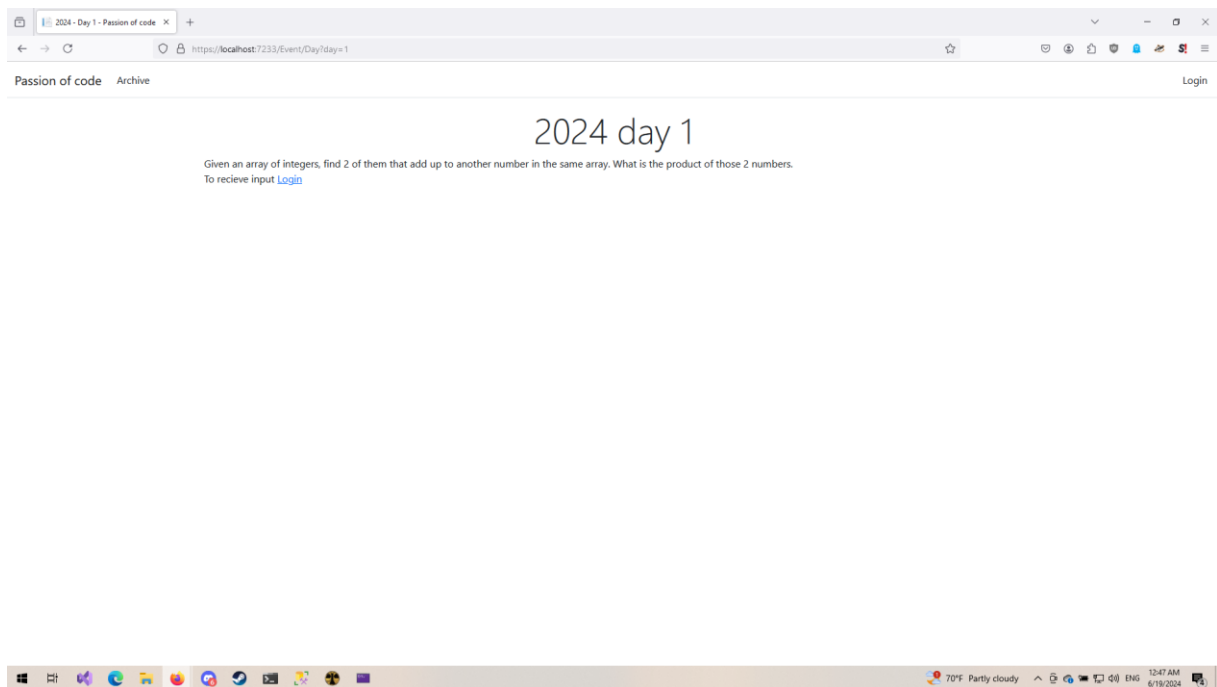 2024 - Day 1 - Passion of code
https://localhost:7233/Event/Day?day=1
Passion of code Archive Login
2024 day 1
Given an array of integers, find 2 of them that add up to another number in the same array. What is the product of those 2 numbers.
To recieve input Login
70°F Partly cloudy ENG 12:47 AM
6/19/2024